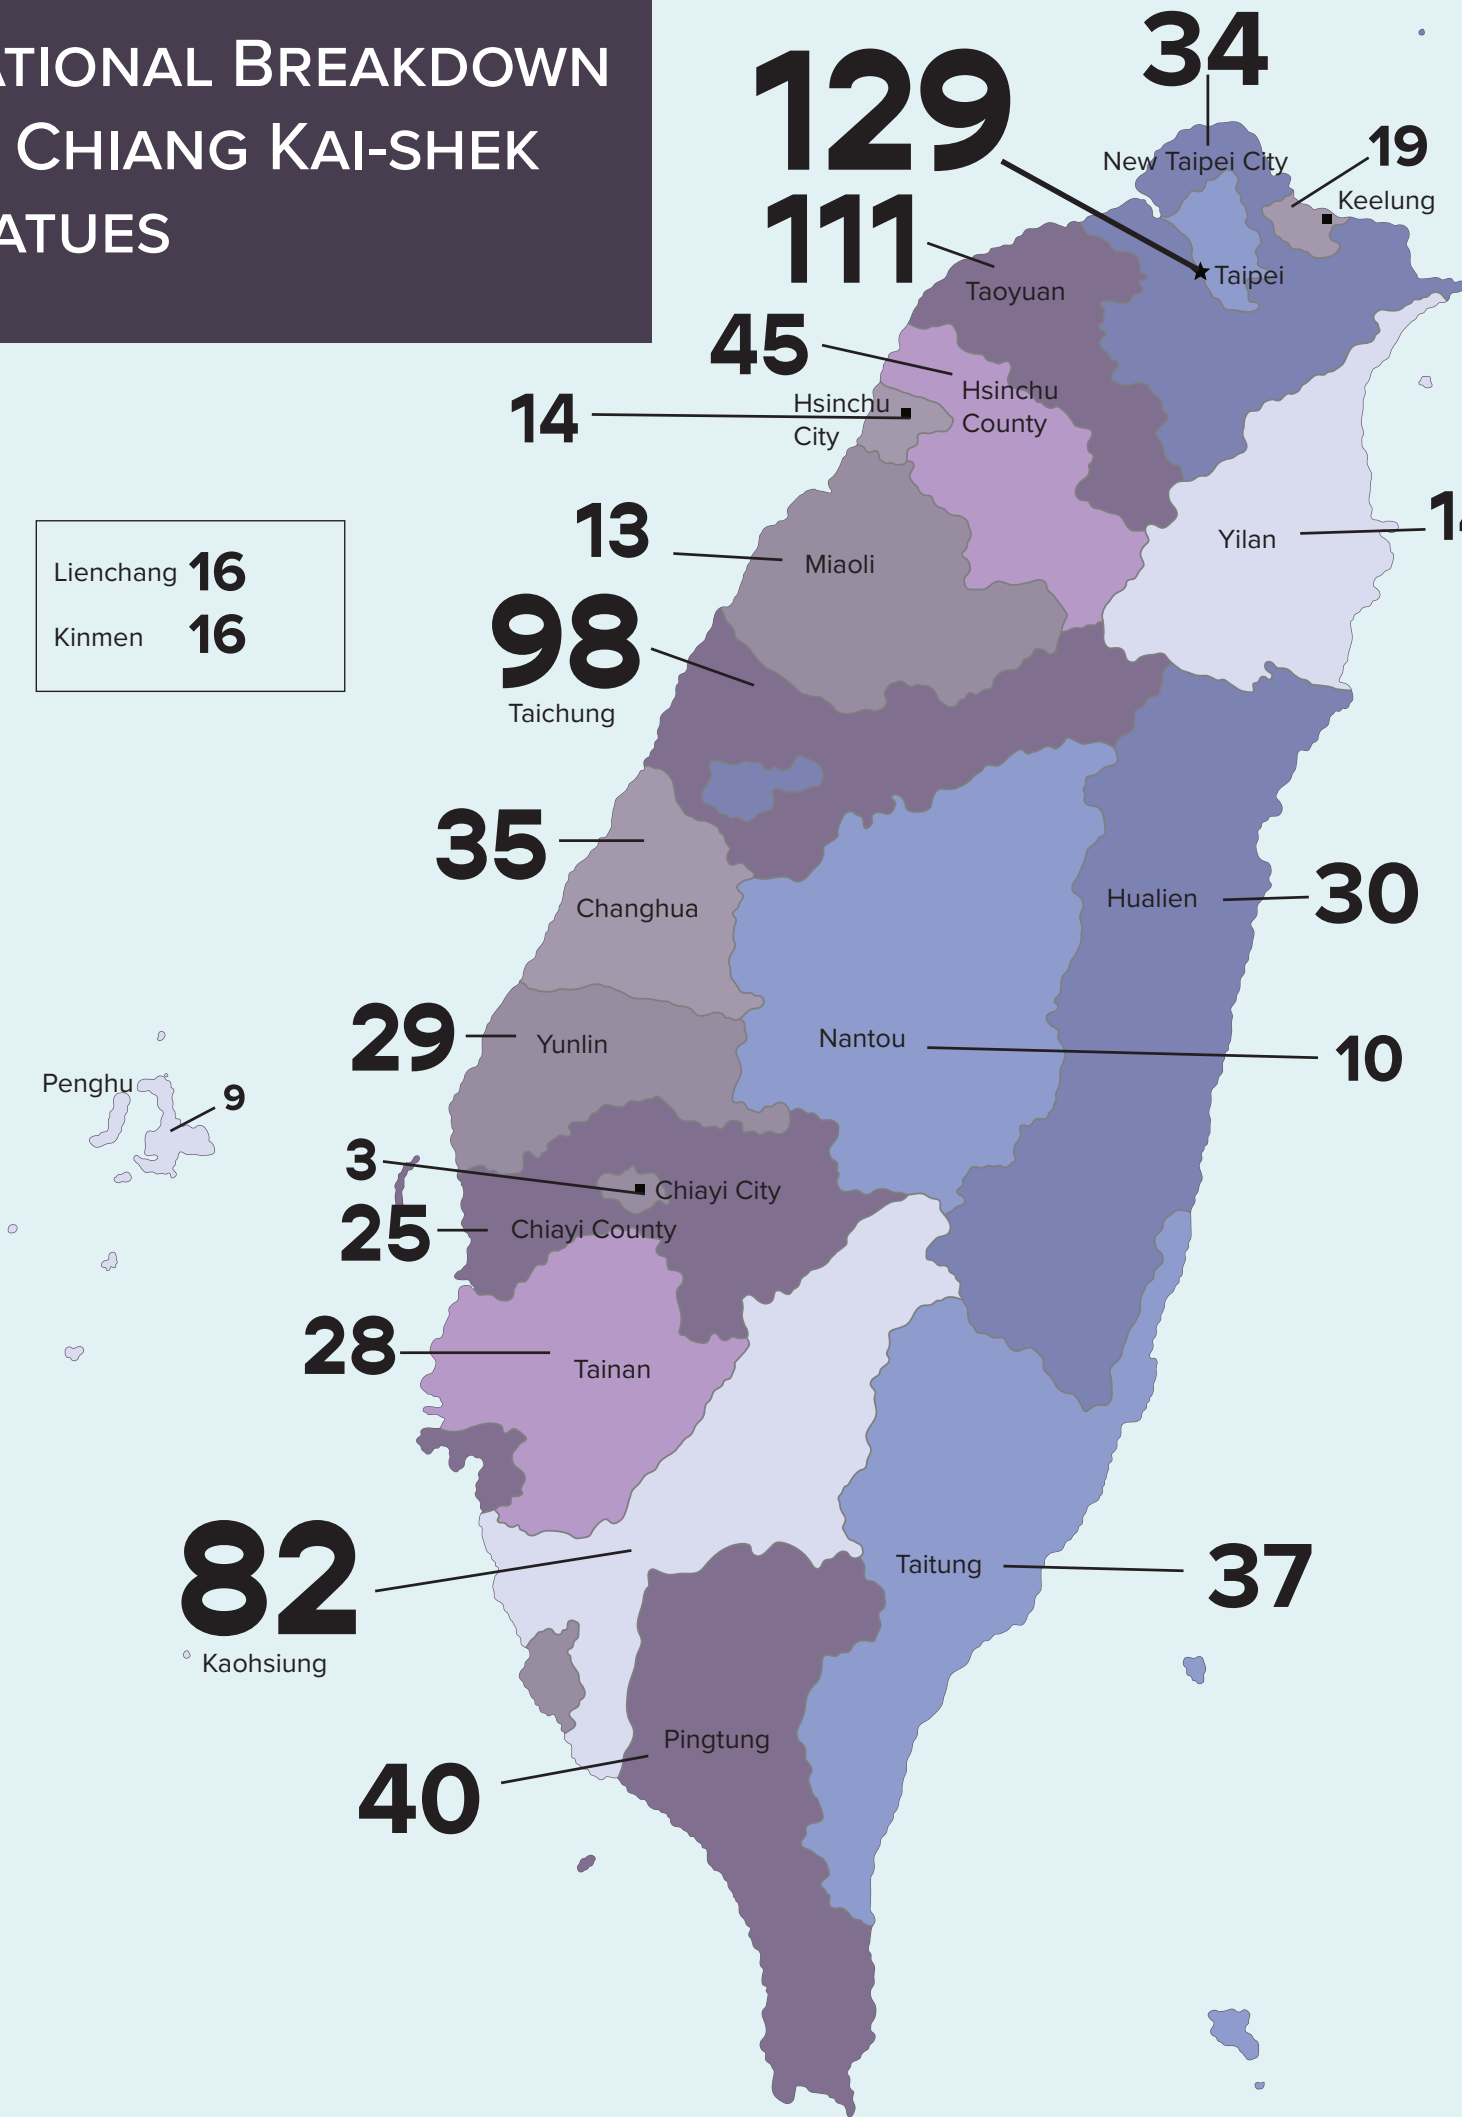 ATIONAL BREAKDOWN
CHIANG KAI-SHEK
ATUES
34
129
New Taipei City
19
Keelung
111
Taipei
Taoyuan
45
Hsinchu
County
14
Hsinchu
City
13
Miaoli
Yilan
Lienchang 16
Kinmen 16
98
Taichung
35
Changhua
Hualien
30
29
Yunlin
Nantou
10
Penghu
9
3
Chiayi City
25
Chiayi County
28
Tainan
82
Kaohsiung
Taitung
37
Pingtung
40